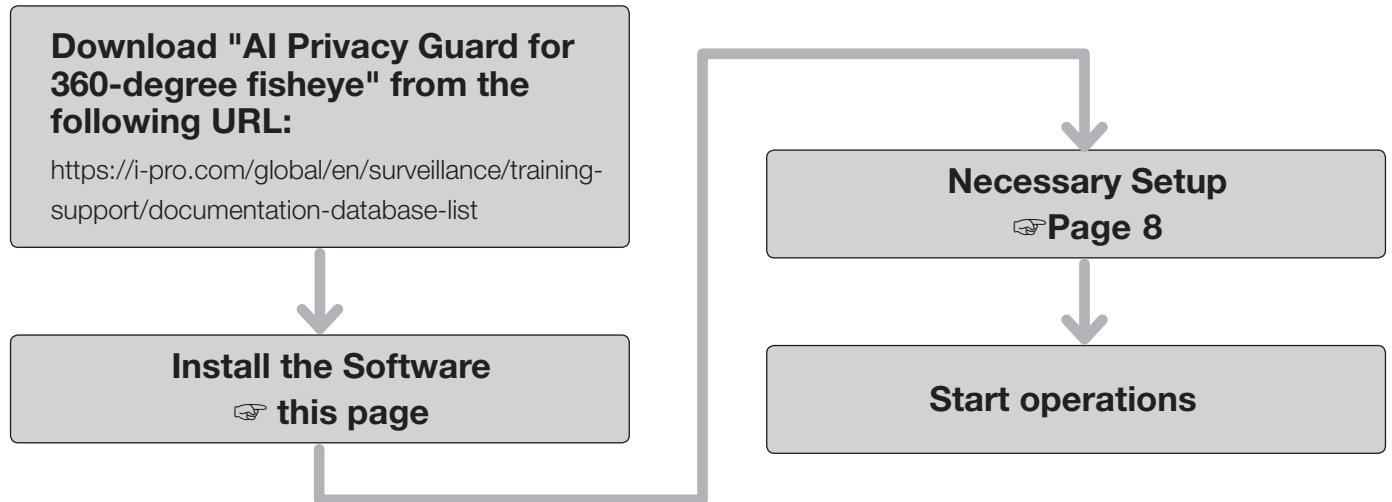 Download "AI Privacy Guard for
360-degree fisheye" from the
following URL:
https://i-pro.com/global/en/surveillance/training-
support/documentation-database-list
Install the Software
☞ this page
Necessary Setup
☞Page 8
Start operations